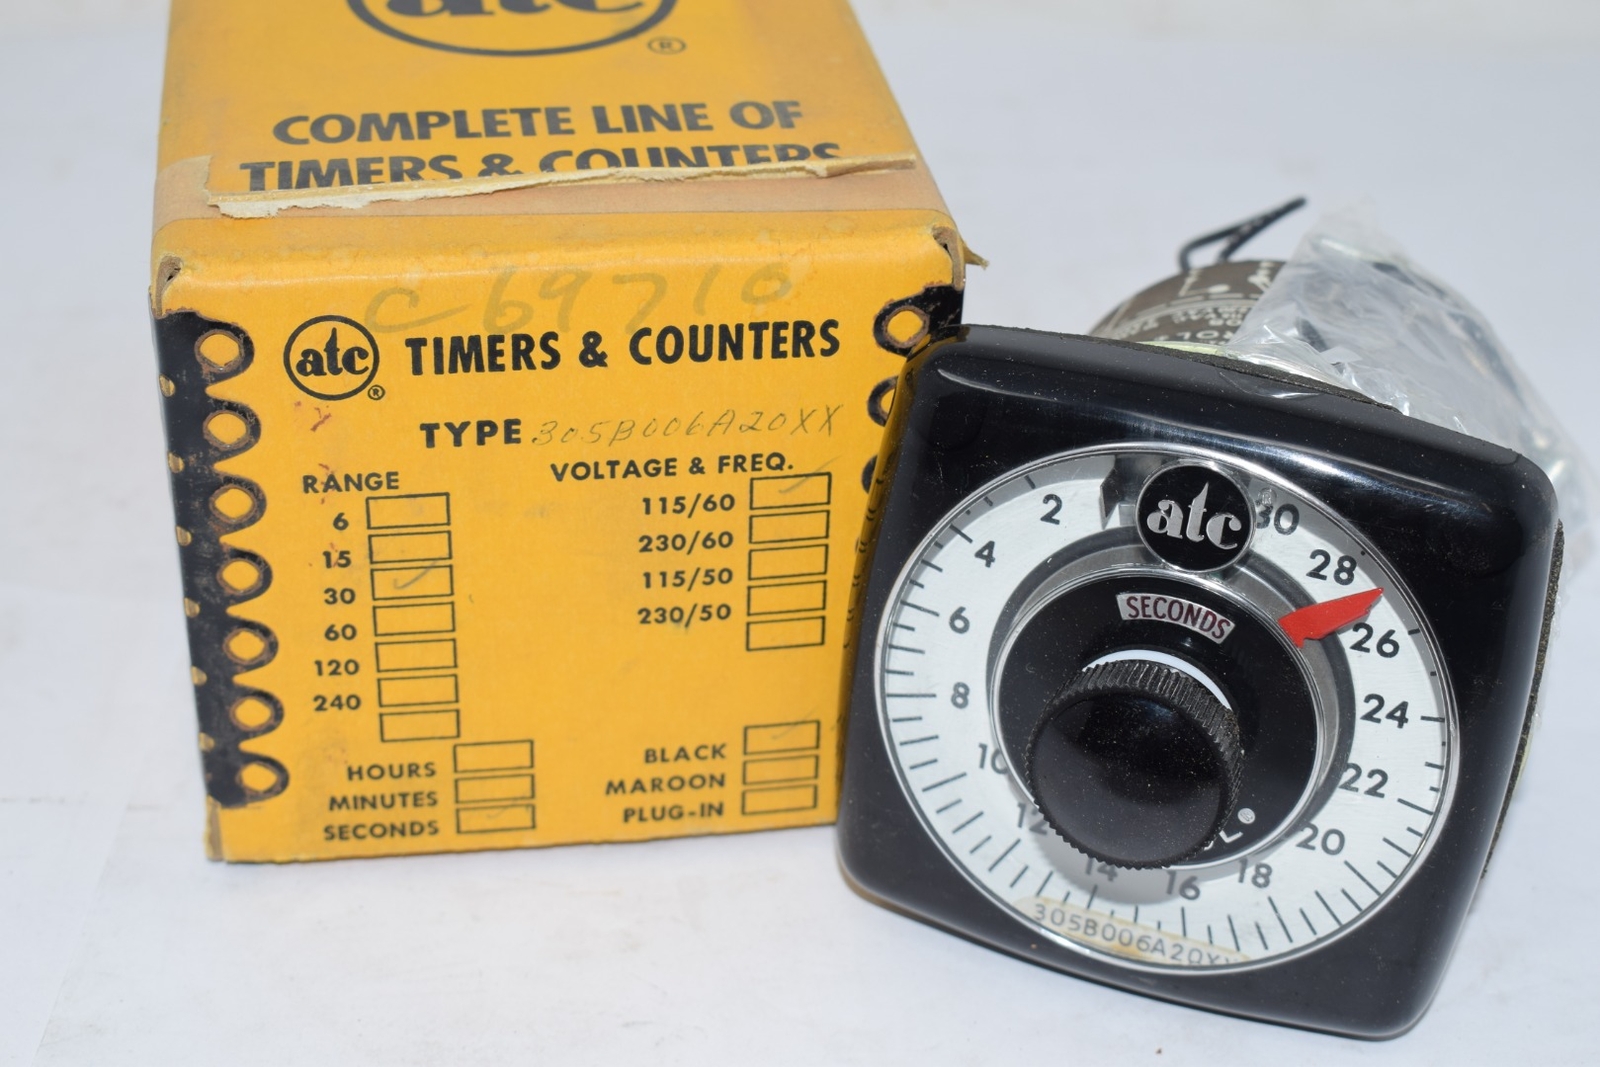 atc ®
COMPLETE LINE OF
TIMERS & COUNTERS
C-69710
atc ® TIMERS & COUNTERS
TYPE 305B006A20XX
RANGE
6
15
30
60
120
240
VOLTAGE & FREQ.
115/60
230/60
115/50
230/50
HOURS
MINUTES
SECONDS
BLACK
MAROON
PLUG-IN
atc
SECONDS
2
4
6
8
10
12
14
16
18
20
22
24
26
28
30
305B006A20X